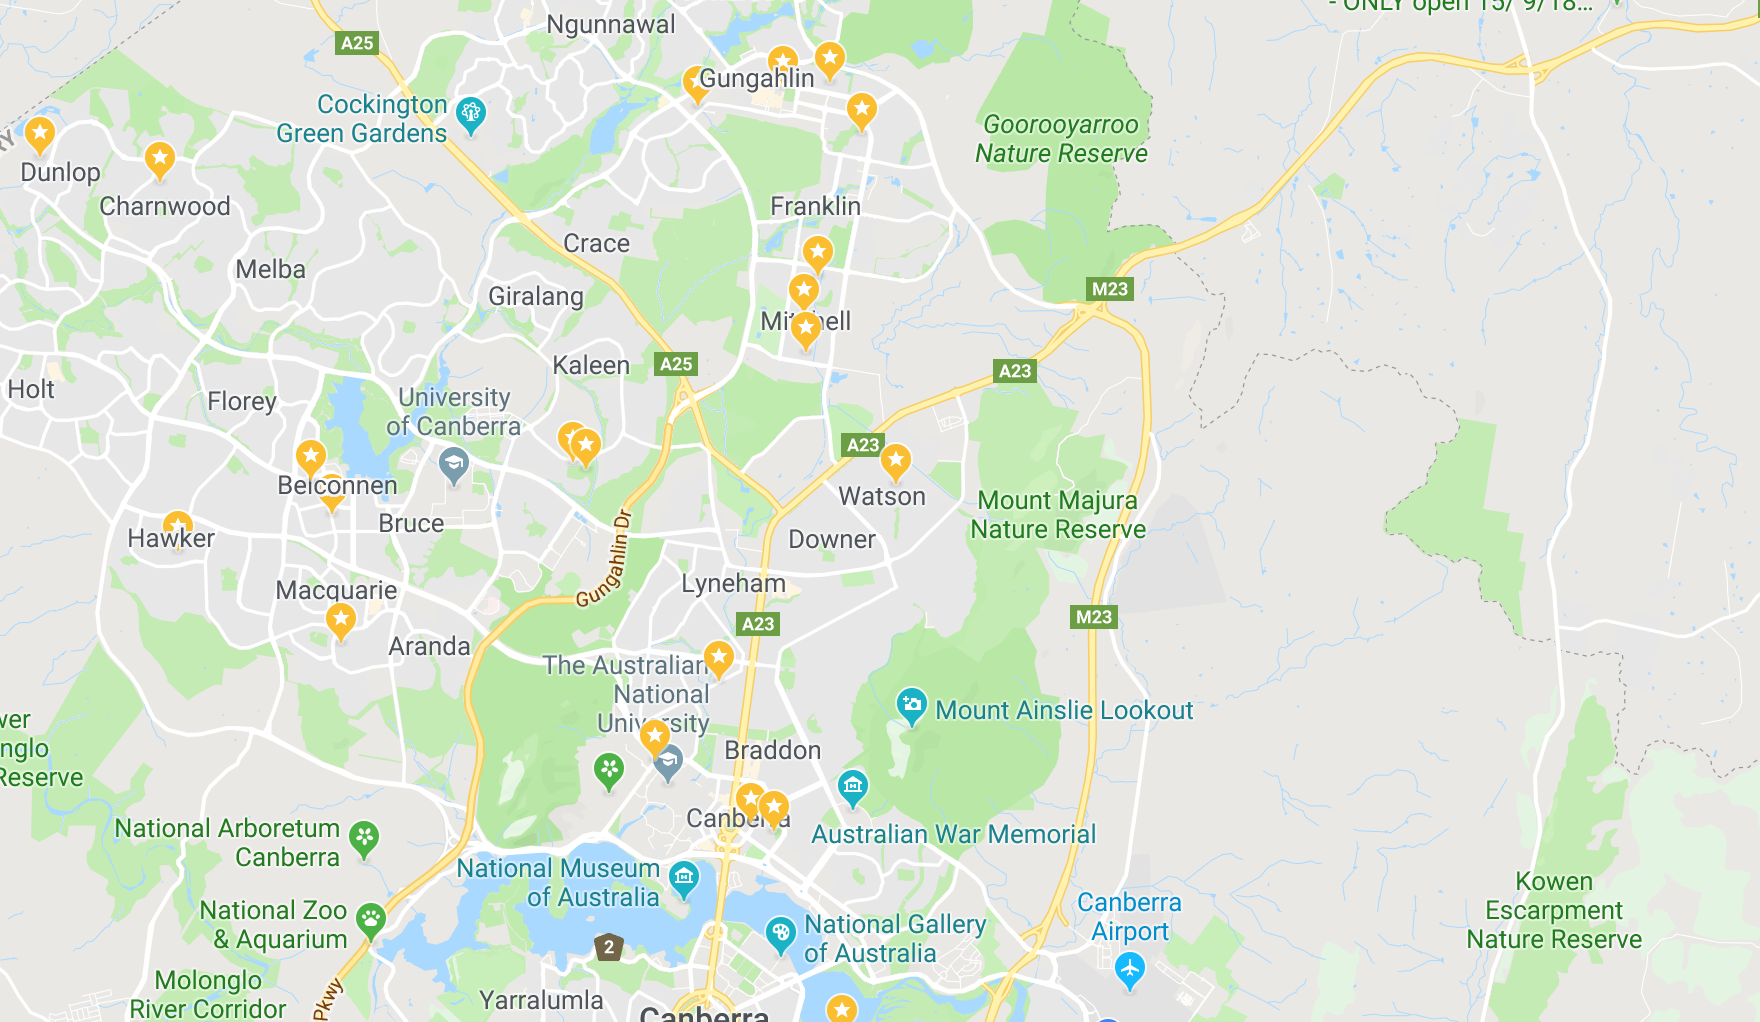 - ONLY open 15/ 9/18...
Ngunnawal
A25
Gungahlin
Cockington
Green Gardens
Goorooyarroo
Nature Reserve
RY
Dunlop
Charnwood
Franklin
Crace
Melba
Giralang
M23
Mitchell
Kaleen
A25
A23
Holt
Florey
University
of Canberra
A23
Belconnen
Watson
Mount Majura
Nature Reserve
Bruce
Hawker
Downer
Gungahlin Dr
Macquarie
Lyneham
A23
M23
Aranda
The Australian
National
University
Mount Ainslie Lookout
wer
nglo
Reserve
Braddon
Canberra
National Arboretum
Canberra
Australian War Memorial
National Museum
of Australia
Kowen
Escarpment
Nature Reserve
Canberra
Airport
National Zoo
& Aquarium
National Gallery
of Australia
2
Molonglo
River Corridor
Pkwy
Yarralumla
Canberra